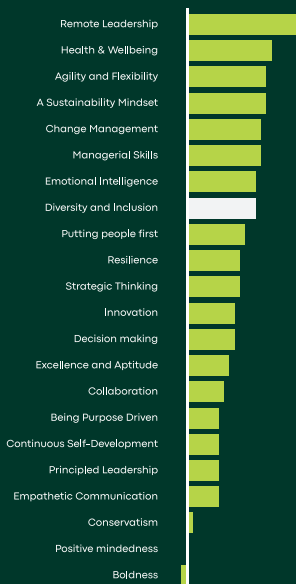 Remote Leadership
Health & Wellbeing
Agility and Flexibility
A Sustainability Mindset
Change Management
Managerial Skills
Emotional Intelligence
Diversity and Inclusion
Putting people first
Resilience
Strategic Thinking
Innovation
Decision making
Excellence and Aptitude
Collaboration
Being Purpose Driven
Continuous Self-Development
Principled Leadership
Empathetic Communication
Conservatism
Positive mindedness
Boldness